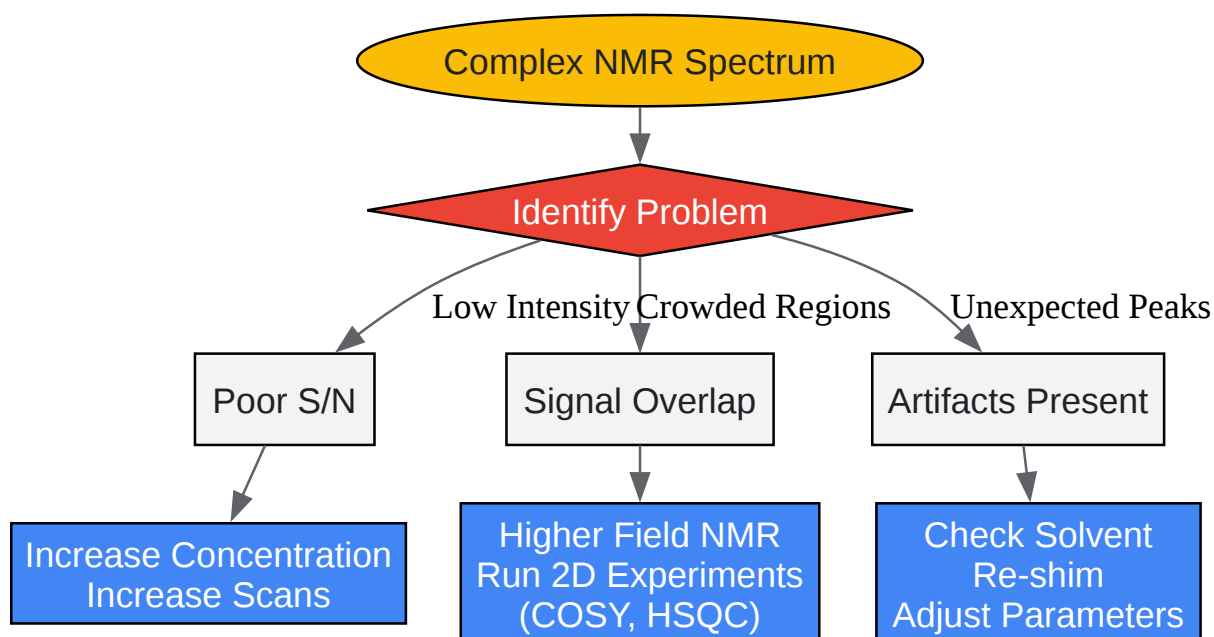 Complex NMR Spectrum
Identify Problem
Low Intensity
Crowded Regions
Unexpected Peaks
Poor S/N
Signal Overlap
Artifacts Present
Increase Concentration
Increase Scans
Higher Field NMR
Run 2D Experiments
(COSY, HSQC)
Check Solvent
Re-shim
Adjust Parameters